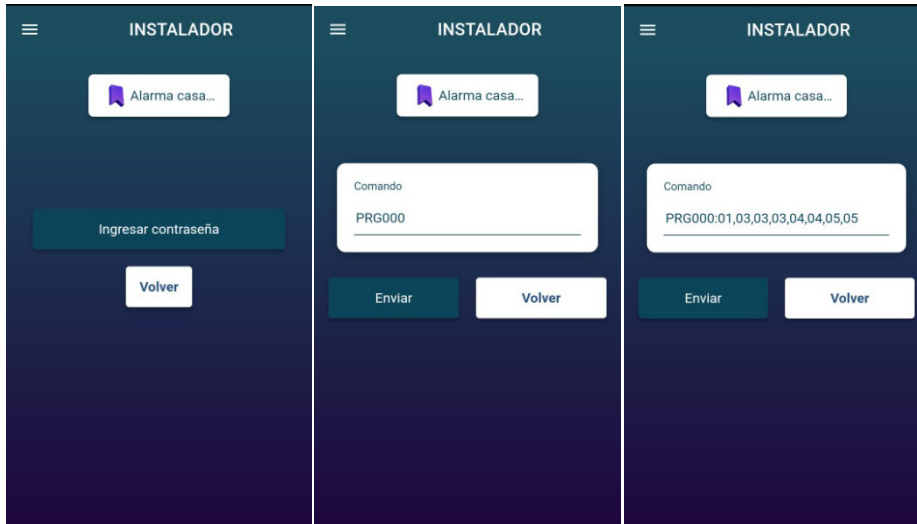 INSTALADOR
Alarma casa...
Ingresar contraseña
Volver
INSTALADOR
Alarma casa...
Comando
PRG000
Enviar
Volver
INSTALADOR
Alarma casa...
Comando
PRG000:01,03,03,03,04,04,05,05
Enviar
Volver